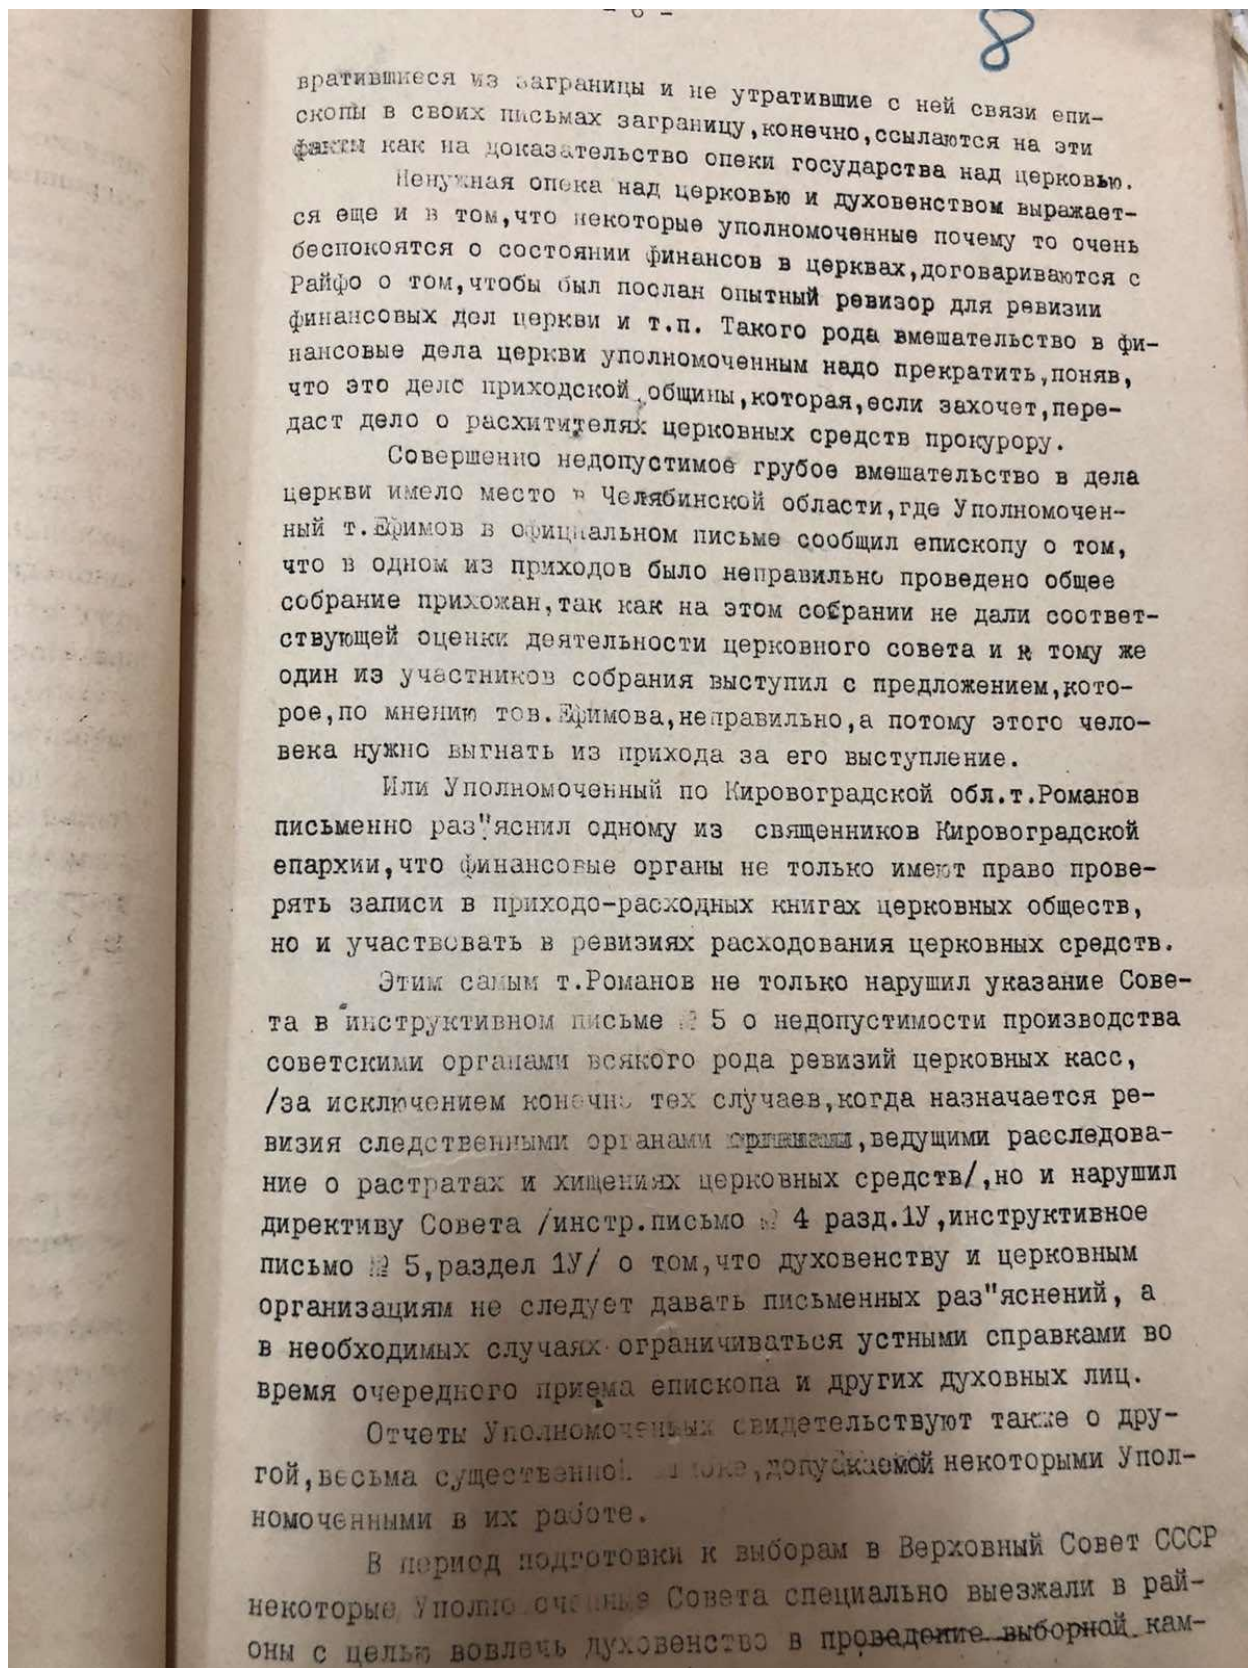 - 6 -
8
вратившиеся из заграницы и не утратившие с ней связи епи-
скопы в своих письмах заграницу,конечно,ссылаются на эти
факты как на доказательство опеки государства над церковью.
Ненужная опека над церковью и духовенством выражает-
ся еще и в том,что некоторые уполномоченные почему то очень
беспокоятся о состоянии финансов в церквах,договариваются с
Райфо о том,чтобы был послан опытный ревизор для ревизии
финансовых дел церкви и т.п. Такого рода вмешательство в фи-
нансовые дела церкви уполномоченным надо прекратить,поняв,
что это дело приходской общины,которая,если захочет,пере-
даст дело о расхитителях церковных средств прокурору.
Совершенно недопустимое грубое вмешательство в дела
церкви имело место в Челябинской области,где Уполномочен-
ный т.Ефимов в официальном письме сообщил епископу о том,
что в одном из приходов было неправильно проведено общее
собрание прихожан,так как на этом собрании не дали соответ-
ствующей оценки деятельности церковного совета и к тому же
один из участников собрания выступил с предложением,кото-
рое,по мнению тов.Ефимова,неправильно,а потому этого чело-
века нужно выгнать из прихода за его выступление.
Или Уполномоченный по Кировоградской обл.т.Романов
письменно раз"яснил одному из священников Кировоградской
епархии,что финансовые органы не только имеют право прове-
рять записи в приходо-расходных книгах церковных обществ,
но и участвовать в ревизиях расходования церковных средств.
Этим самым т.Романов не только нарушил указание Сове-
та в инструктивном письме № 5 о недопустимости производства
советскими органами всякого рода ревизий церковных касс,
/за исключением конечно тех случаев,когда назначается ре-
визия следственными органами органами,ведущими расследова-
ние о растратах и хищениях церковных средств/,но и нарушил
директиву Совета /инстр.письмо № 4 разд.1У,инструктивное
письмо № 5,раздел 1У/ о том,что духовенству и церковным
организациям не следует давать письменных раз"яснений, а
в необходимых случаях ограничиваться устными справками во
время очередного приема епископа и других духовных лиц.
Отчеты Уполномоченных свидетельствуют также о дру-
гой,весьма существенной ошибке,допускаемой некоторыми Упол-
номоченными в их работе.
В период подготовки к выборам в Верховный Совет СССР
некоторые Уполномоченные Совета специально выезжали в рай-
оны с целью вовлечь духовенство в проведение выборной кам-